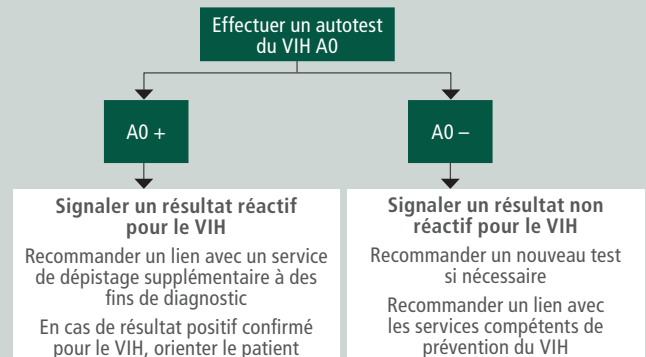 Effectuer un autotest
du VIH A0
A0 +
A0 –
Signaler un résultat réactif
pour le VIH
Recommander un lien avec un service
de dépistage supplémentaire à des
fins de diagnostic
En cas de résultat positif confirmé
pour le VIH, orienter le patient
Signaler un résultat non
réactif pour le VIH
Recommander un nouveau test
si nécessaire
Recommander un lien avec
les services compétents de
prévention du VIH